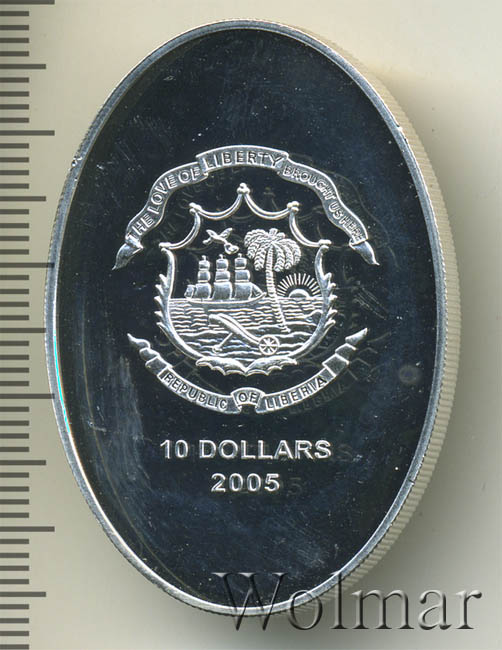 THE LOVE OF LIBERTY BROUGHT US HERE
REPUBLIC OF LIBERIA
10 DOLLARS
2005
Wolmar